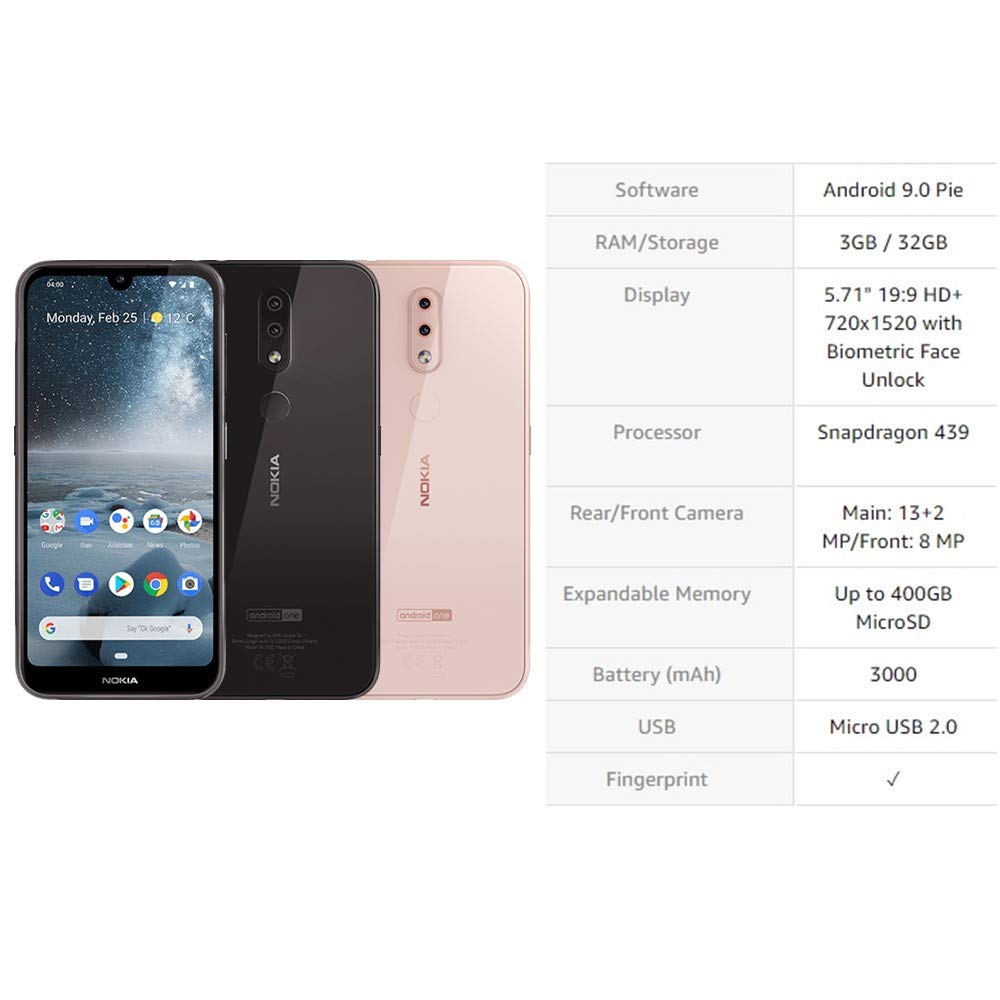 04:00
Monday, Feb 25 | 12°C
Google Duo Assistant News Photos
Say "Ok Google"
NOKIA
NOKIA
android one
NOKIA
android one
Software Android 9.0 Pie
RAM/Storage 3GB / 32GB
Display 5.71" 19:9 HD+
720x1520 with
Biometric Face
Unlock
Processor Snapdragon 439
Rear/Front Camera Main: 13+2
MP/Front: 8 MP
Expandable Memory Up to 400GB
MicroSD
Battery (mAh) 3000
USB Micro USB 2.0
Fingerprint ✓